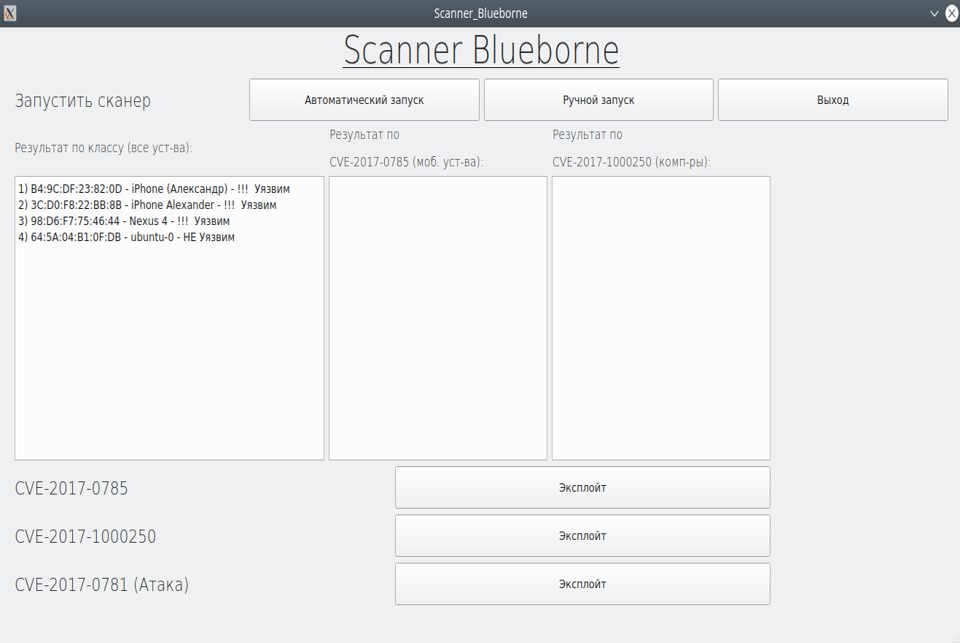 Scanner_Blueborne
Scanner Blueborne
Запустить сканер
Автоматический запуск
Ручной запуск
Выход
Результат по классу (все уст-ва):
Результат по
CVE-2017-0785 (моб. уст-ва):
Результат по
CVE-2017-1000250 (комп-ры):
1) B4:9C:DF:23:82:0D - iPhone (Александр) - !!! Уязвим
2) 3C:D0:F8:22:BB:8B - iPhone Alexander - !!! Уязвим
3) 98:D6:F7:75:46:44 - Nexus 4 - !!! Уязвим
4) 64:5A:04:B1:0F:DB - ubuntu-0 - НЕ Уязвим
CVE-2017-0785
Эксплойт
CVE-2017-1000250
Эксплойт
CVE-2017-0781 (Атака)
Эксплойт